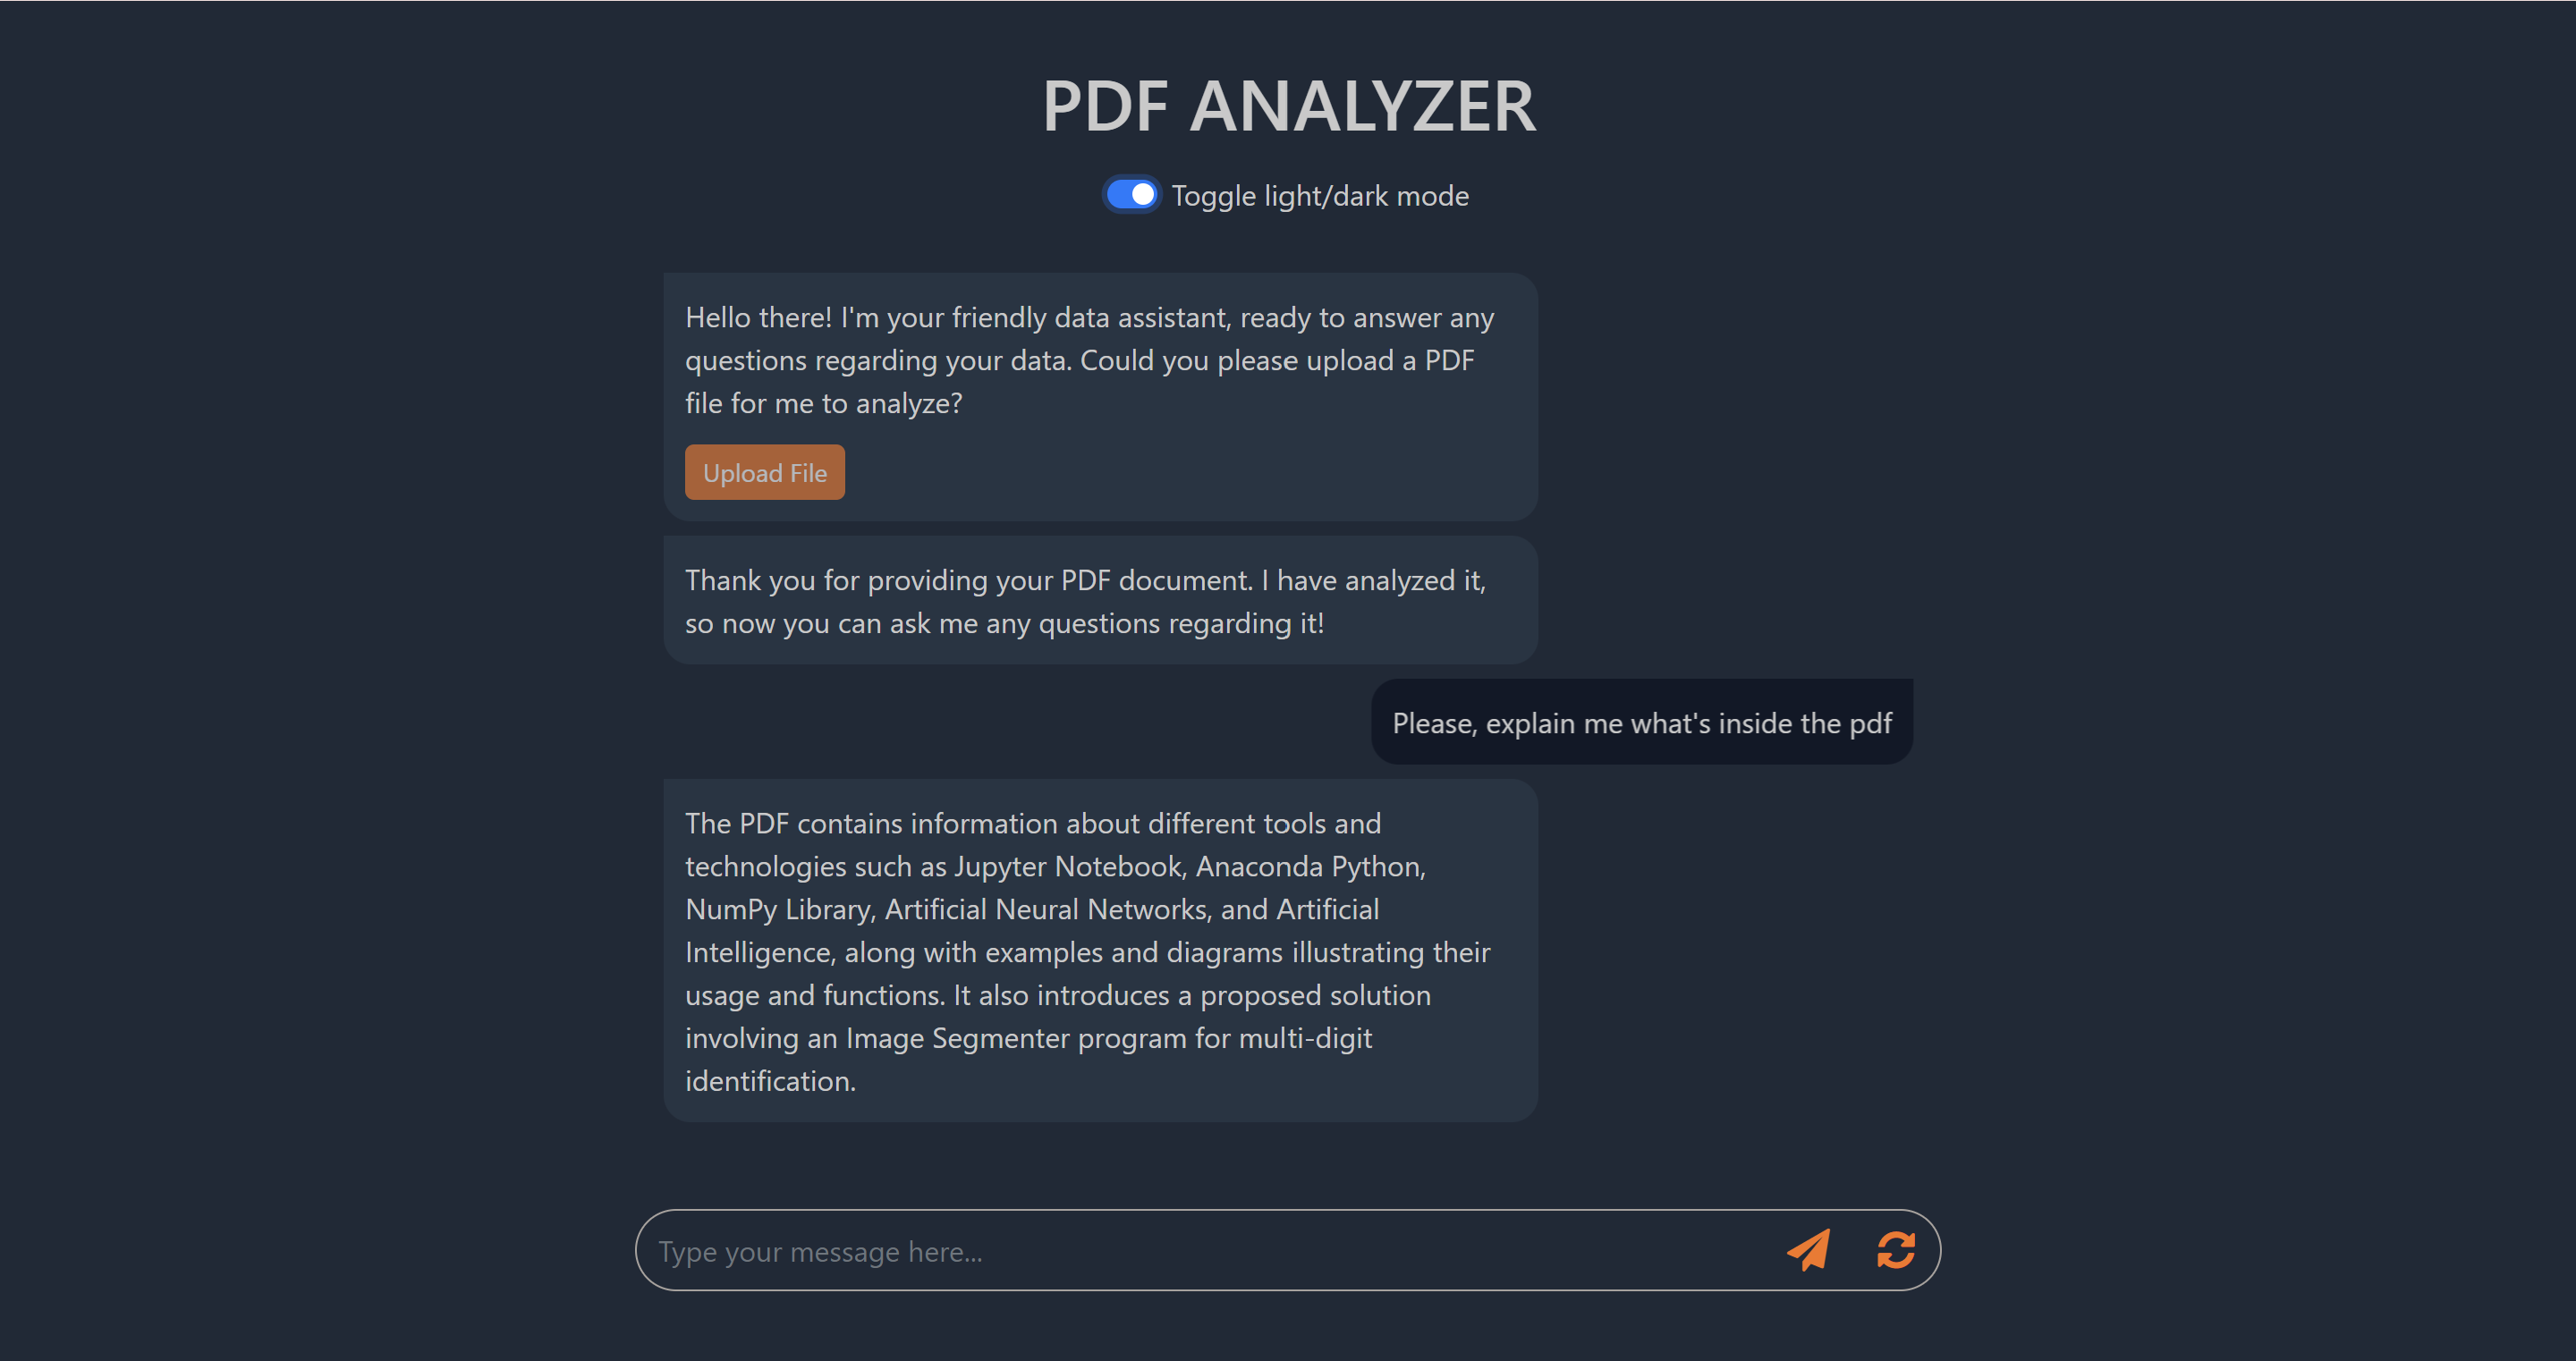 PDF ANALYZER
Toggle light/dark mode
Hello there! I'm your friendly data assistant, ready to answer any
questions regarding your data. Could you please upload a PDF
file for me to analyze?
Upload File
Thank you for providing your PDF document. I have analyzed it,
so now you can ask me any questions regarding it!
Please, explain me what's inside the pdf
The PDF contains information about different tools and
technologies such as Jupyter Notebook, Anaconda Python,
NumPy Library, Artificial Neural Networks, and Artificial
Intelligence, along with examples and diagrams illustrating their
usage and functions. It also introduces a proposed solution
involving an Image Segmenter program for multi-digit
identification.
Type your message here...